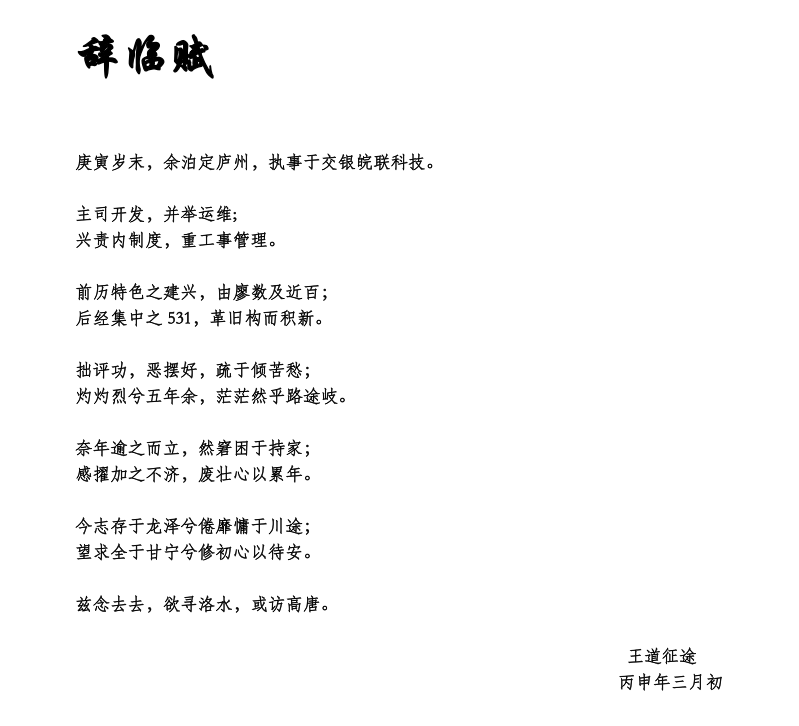 辞临赋
庚寅岁末，余泊定庐州，执事于交银皖联科技。
主司开发，并举运维;
兴责内制度，重工事管理。
前历特色之建兴，由廖数及近百；
后经集中之 531，革旧构而积新。
拙评功，恶摆好，疏于倾苦愁；
灼灼烈兮五年余，茫茫然乎路途岐。
奈年逾之而立，然窘困于持家；
感擢加之不济，废壮心以累年。
今志存于龙泽兮倦靡慵于川途；
望求全于甘宁兮修初心以待安。
兹念去去，欲寻洛水，或访高唐。
王道征途
丙申年三月初